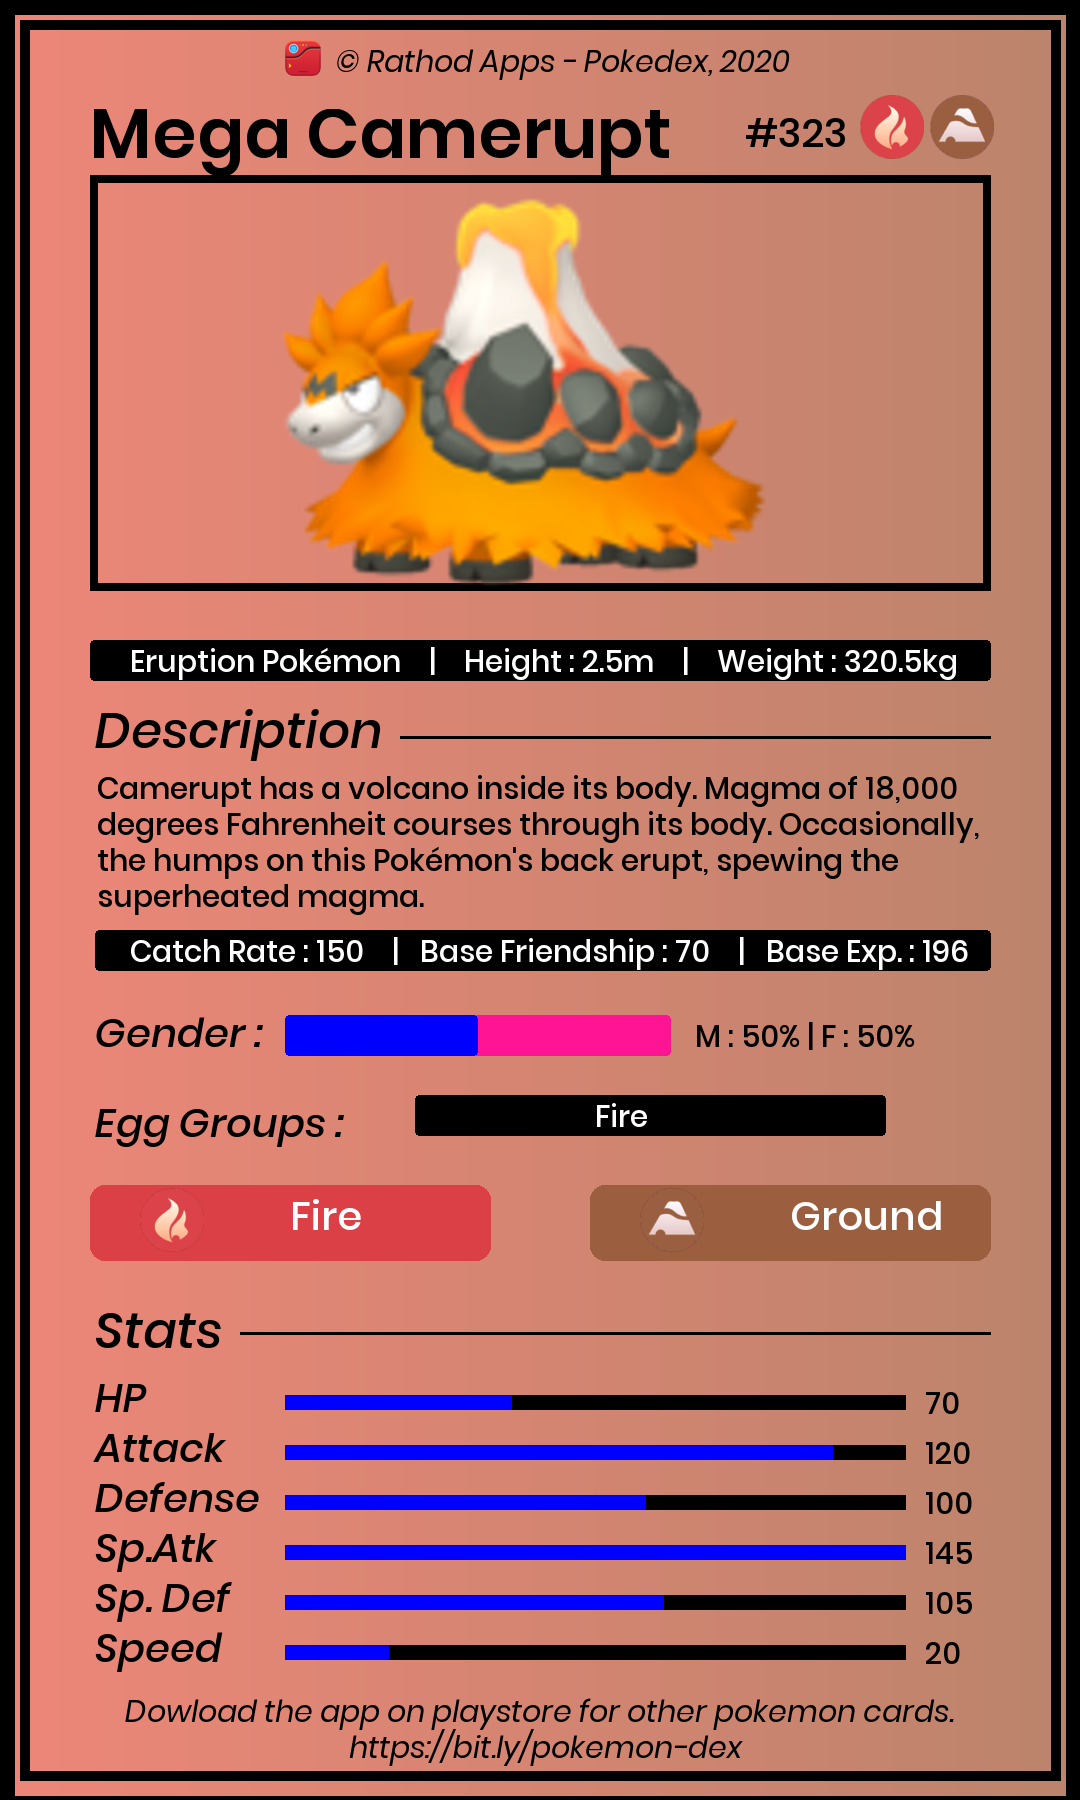 © Rathod Apps - Pokedex, 2020
Mega Camerupt #323
Eruption Pokémon | Height : 2.5m | Weight : 320.5kg
Description
Camerupt has a volcano inside its body. Magma of 18,000
degrees Fahrenheit courses through its body. Occasionally,
the humps on this Pokémon's back erupt, spewing the
superheated magma.
Catch Rate : 150 | Base Friendship : 70 | Base Exp. : 196
Gender : M : 50% | F : 50%
Egg Groups : Fire
Fire Ground
Stats
HP 70
Attack 120
Defense 100
Sp.Atk 145
Sp. Def 105
Speed 20
Dowload the app on playstore for other pokemon cards.
https://bit.ly/pokemon-dex